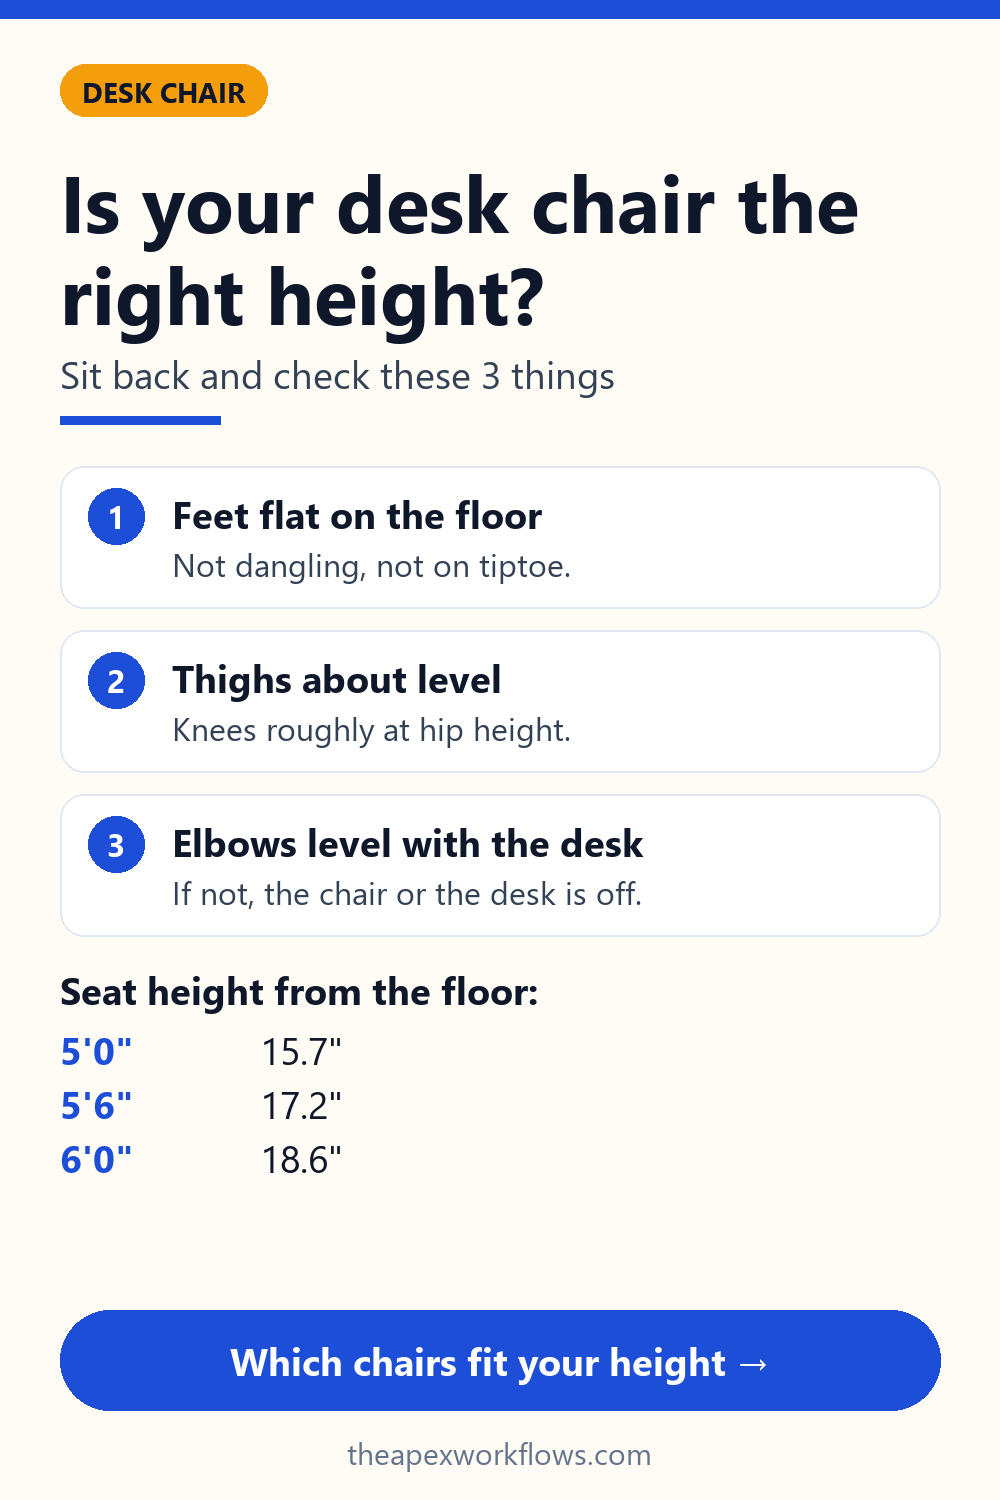 DESK CHAIR
Is your desk chair the
right height?
Sit back and check these 3 things
1 Feet flat on the floor
Not dangling, not on tiptoe.
2 Thighs about level
Knees roughly at hip height.
3 Elbows level with the desk
If not, the chair or the desk is off.
Seat height from the floor:
5'0" 15.7"
5'6" 17.2"
6'0" 18.6"
Which chairs fit your height →
theapexworkflows.com